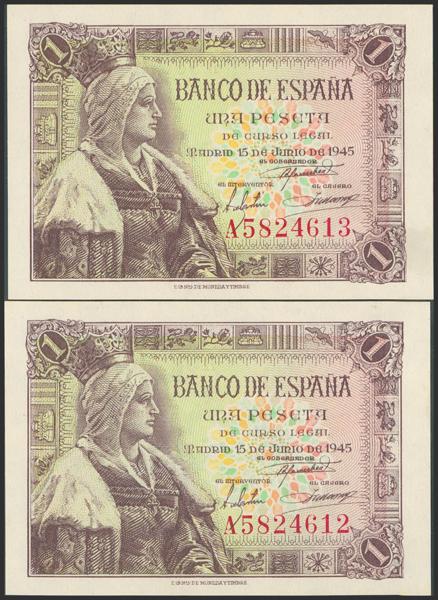 1
1
BANCO DE ESPAÑA
UNA PESETA
DE CURSO LEGAL
MADRID 15 DE JUNIO DE 1945
EL GOBERNADOR
EL INTERVENTOR EL CAJERO
A5824613
1
1
1
BANCO DE ESPAÑA
UNA PESETA
DE CURSO LEGAL
MADRID 15 DE JUNIO DE 1945
EL GOBERNADOR
EL INTERVENTOR EL CAJERO
A5824612
1